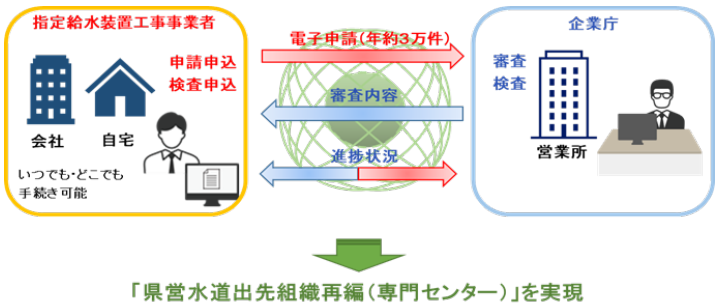 指定給水装置工事事業者
申請申込
検査申込
会社
自宅
いつでも・どこでも
手続き可能
電子申請(年約3万件)
審査内容
進捗状況
企業庁
審査
検査
営業所
「県営水道出先組織再編(専門センター)」を実現